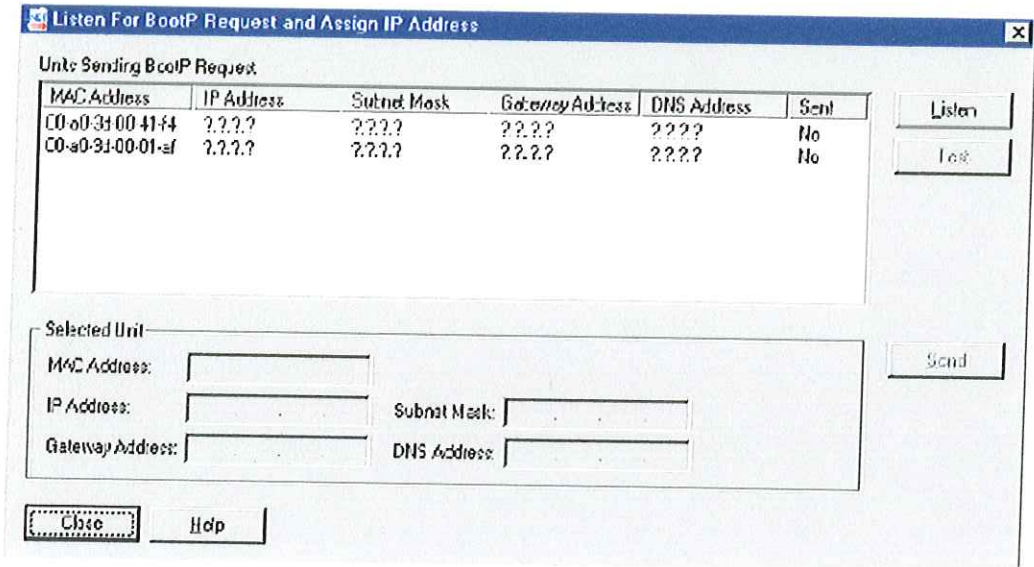 Listen For BootP Request and Assign IP Address
Units Sending BootP Request
MAC Address IP Address Subnet Mask Gateway Address DNS Address Sent
00-a0-3d-00-41-f4 ?.?.?.? ?.?.?.? ?.?.?.? ?.?.?.? No
00-a0-3d-00-01-af ?.?.?.? ?.?.?.? ?.?.?.? ?.?.?.? No
Listen
Test
Selected Unit
MAC Address:
Send
IP Address: Subnet Mask:
Gateway Address: DNS Address:
Close Help